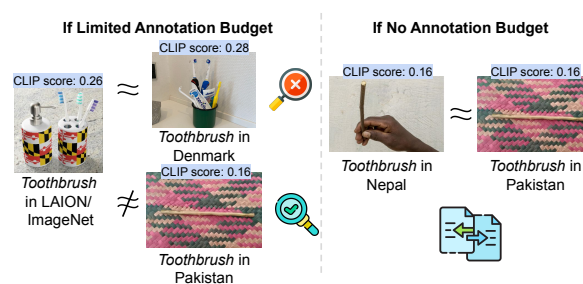 If Limited Annotation Budget
CLIP score: 0.28
CLIP score: 0.26
≈
Toothbrush in
Denmark
CLIP score: 0.16
Toothbrush
in LAION/
ImageNet
≠
Toothbrush in
Pakistan
If No Annotation Budget
CLIP score: 0.16
CLIP score: 0.16
≈
Toothbrush in
Nepal
Toothbrush in
Pakistan